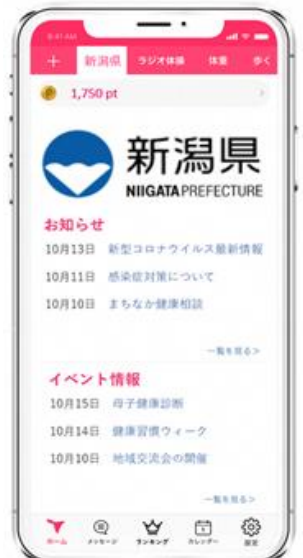 9:41 AM
＋ 新潟県 ラジオ体操 体重 歩く
1,750 pt
新潟県
NIIGATA PREFECTURE
お知らせ
10月13日 新型コロナウイルス最新情報
10月11日 感染症対策について
10月10日 まちなか健康相談
一覧を見る>
イベント情報
10月15日 母子健康診断
10月14日 健康習慣ウィーク
10月10日 地域交流会の開催
一覧を見る>
ホーム メッセージ ランキング カレンダー 設定